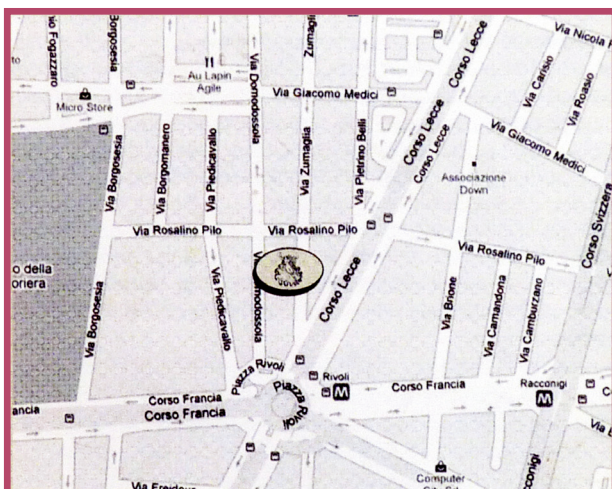 Via Fogazzaro
Borgosesia
Via Domodossola
Zumaglia
Corso Lecce
Via Nicola
Au Lapin
Agile
Micro Store
Via Giacomo Medici
Via Carisio
Via Roasio
Via Giacomo Medici
Corso Lecce
Corso Lecce
Via Borgosesia
Via Borgomanero
Via Piedicavallo
Via Zumaglia
Via Pietrino Belli
Associazione
Down
Corso Svizzera
Via Rosalino Pilo
Via Rosalino Pilo
Via Rosalino Pilo
o della
oriera
Via Borgosesia
Via Piedicavallo
Corso Lecce
Via Brione
Via Camandona
Via Camburzano
Piazza Rivoli
Piazza Rivoli
Rivoli
M
Racconigi
M
Corso Francia
Corso Francia
Corso Francia
ancia
Computer